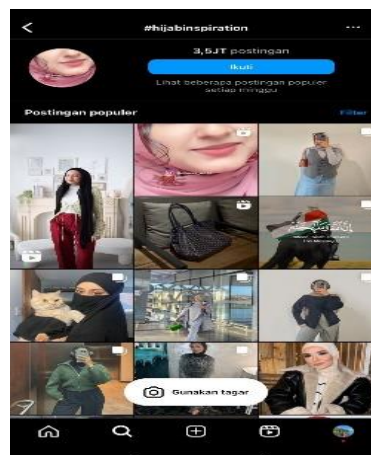 #hijabinspiration
3,5JT postingan
Ikuti
Lihat beberapa postingan populer
setiap minggu
Postingan populer
Filter
Gunakan tagar